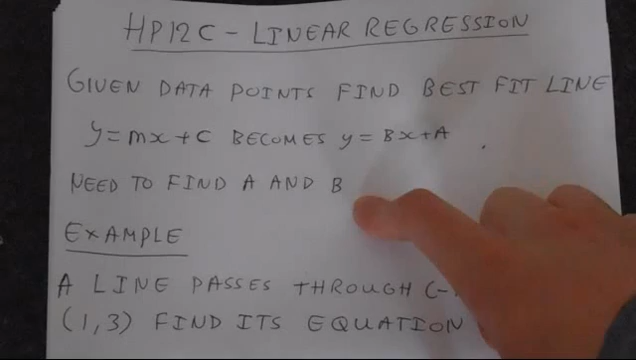 HP12C - LINEAR REGRESSION
GIVEN DATA POINTS FIND BEST FIT LINE
y=mx+c BECOMES y=Bx+A
NEED TO FIND A AND B
EXAMPLE
A LINE PASSES THROUGH (-
(1,3) FIND ITS EQUATION